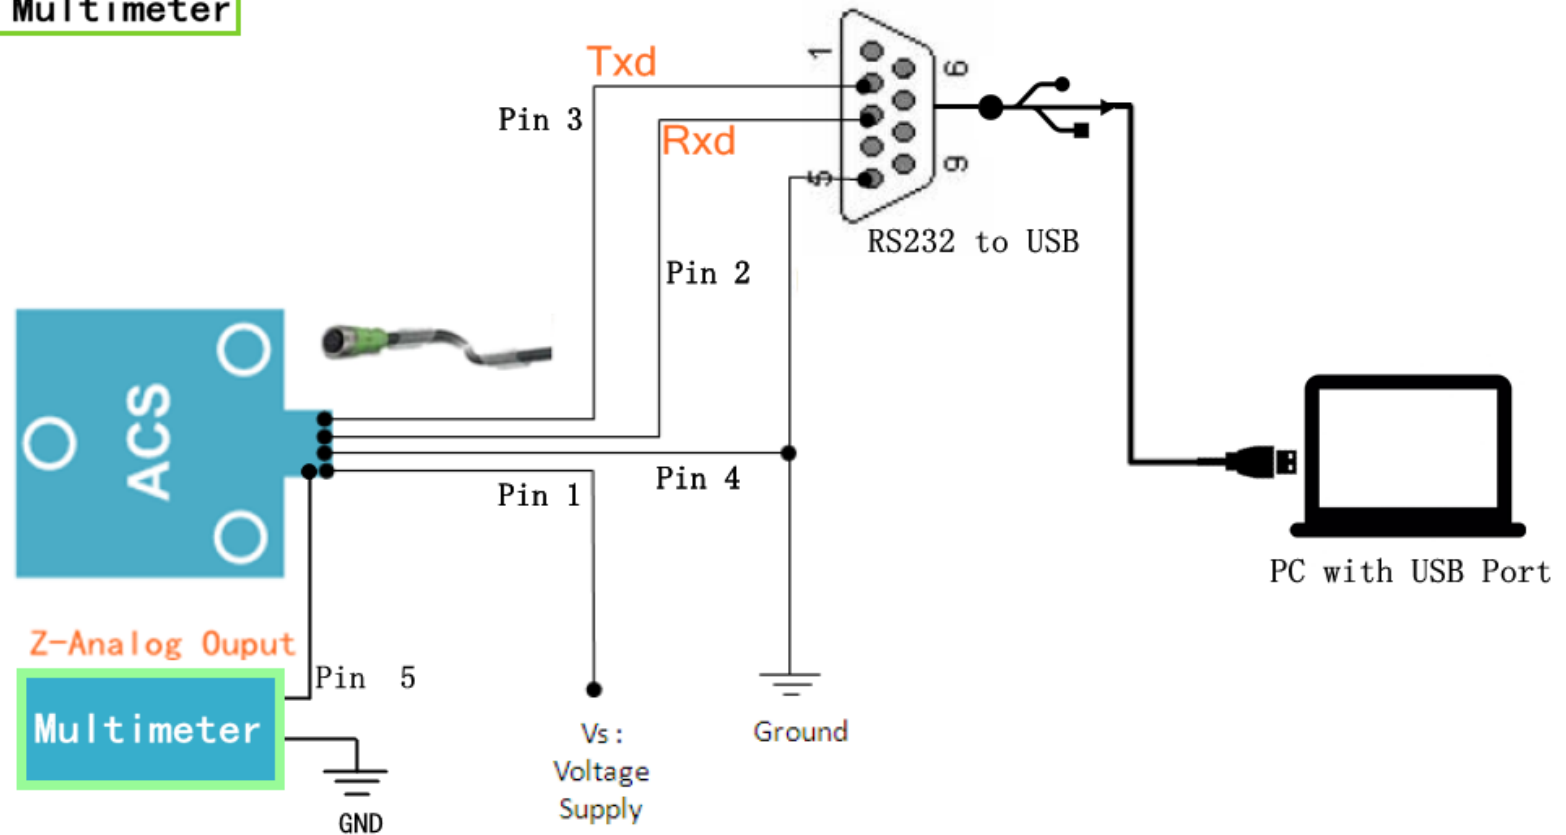 Multimeter
Txd
Pin 3
Rxd
1
6
5
9
RS232 to USB
Pin 2
ACS
Pin 4
Pin 1
PC with USB Port
Z-Analog Ouput
Pin 5
Multimeter
GND
Vs:
Voltage
Supply
Ground